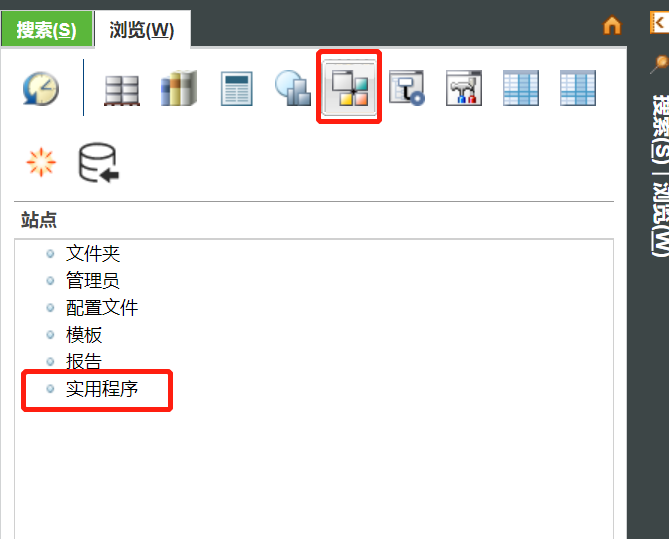 搜索(S) 浏览(W)
站点
文件夹
管理员
配置文件
模板
报告
实用程序
搜索(S) | 浏览(W)